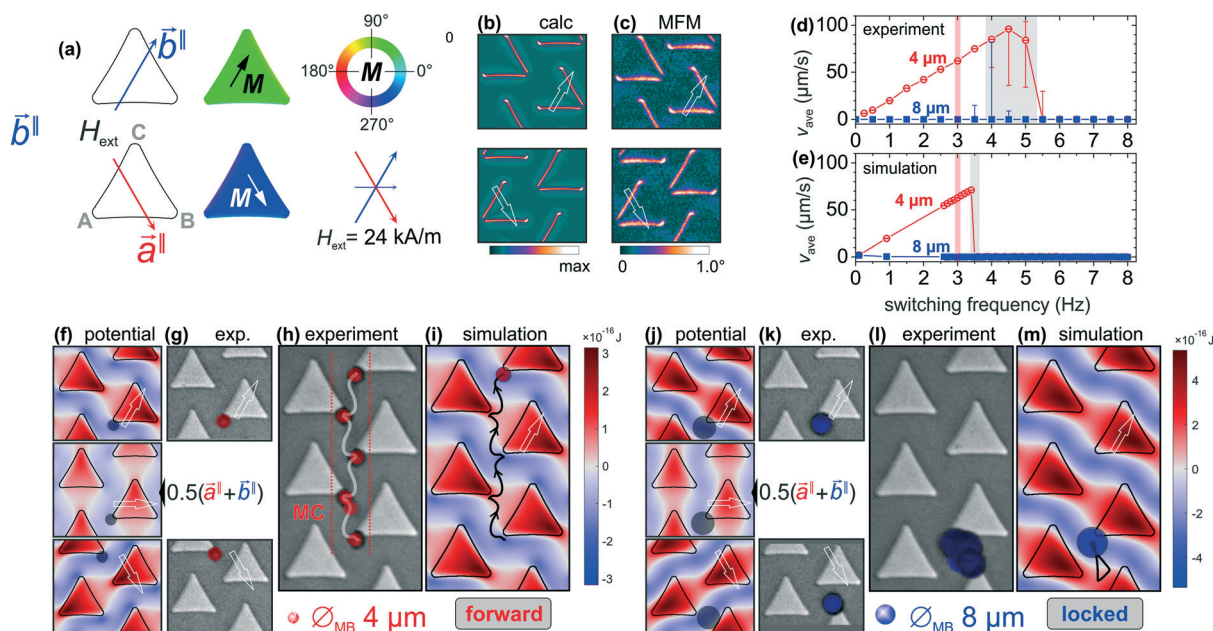 (a)
b⃗∥
90°
180°
M
0°
270°
M
H_ext
b⃗∥
C
A
B
a⃗∥
M
H_ext = 24 kA/m
(b)
calc
0
max
(c)
MFM
0
1.0°
(d)
experiment
4 µm
8 µm
100
50
0
v_ave (µm/s)
(e)
simulation
4 µm
8 µm
100
50
0
v_ave (µm/s)
0 1 2 3 4 5 6 7 8
switching frequency (Hz)
(f) potential
(g) exp.
(h) experiment
(i) simulation
0.5(a⃗∥+b⃗∥)
MC
×10⁻¹⁶ J
3
2
1
0
-1
-2
-3
∅MB 4 µm
forward
(j) potential
(k) exp.
(l) experiment
(m) simulation
0.5(a⃗∥+b⃗∥)
×10⁻¹⁶ J
4
2
0
-2
-4
∅MB 8 µm
locked